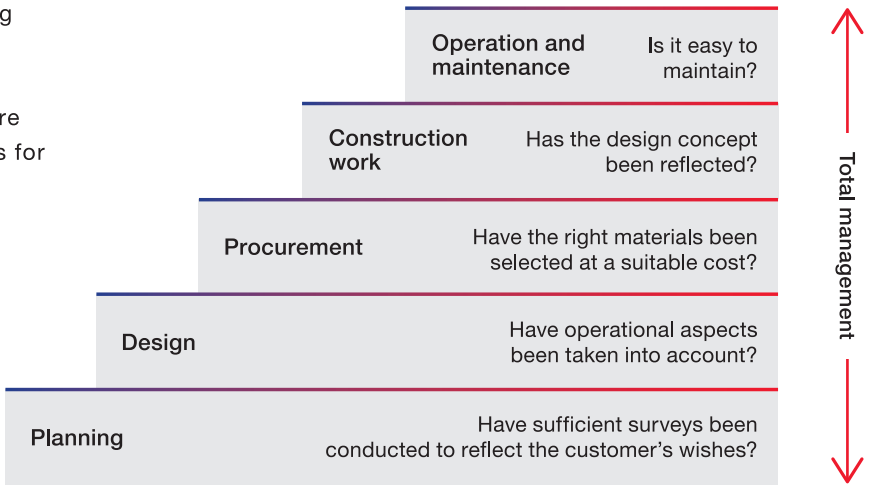 g
re
s for
Operation and
maintenance
Is it easy to
maintain?
Construction
work
Has the design concept
been reflected?
Procurement
Have the right materials been
selected at a suitable cost?
Design
Have operational aspects
been taken into account?
Planning
Have sufficient surveys been
conducted to reflect the customer’s wishes?
Total management